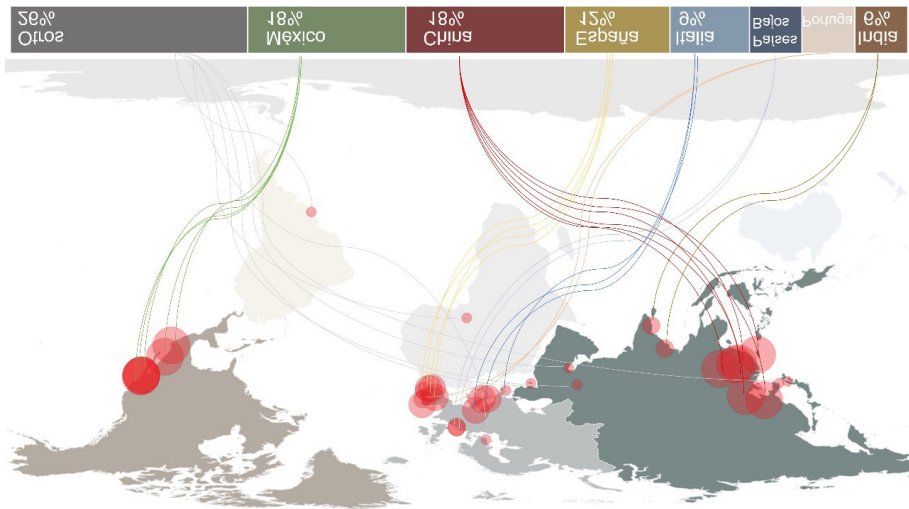 Otros
26%
México
18%
China
18%
España
12%
Italia
9%
Países
Bajos
Portuga
India
6%